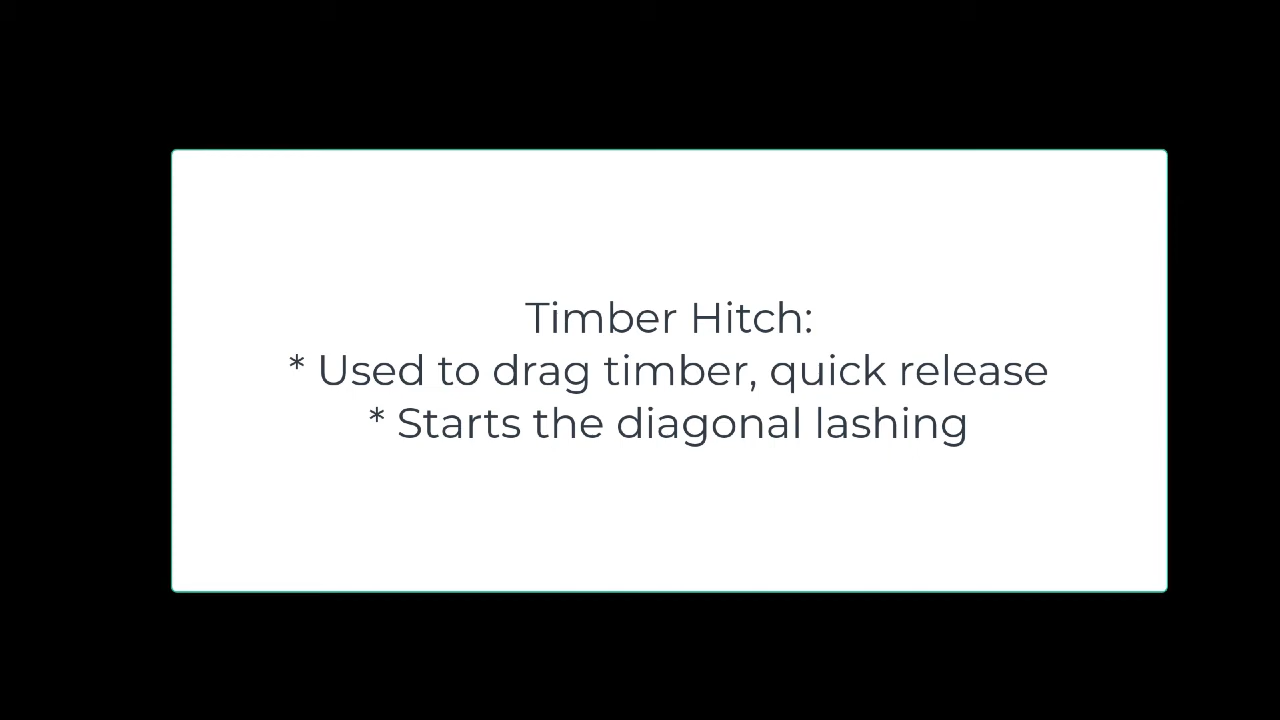 Timber Hitch:
* Used to drag timber, quick release
* Starts the diagonal lashing